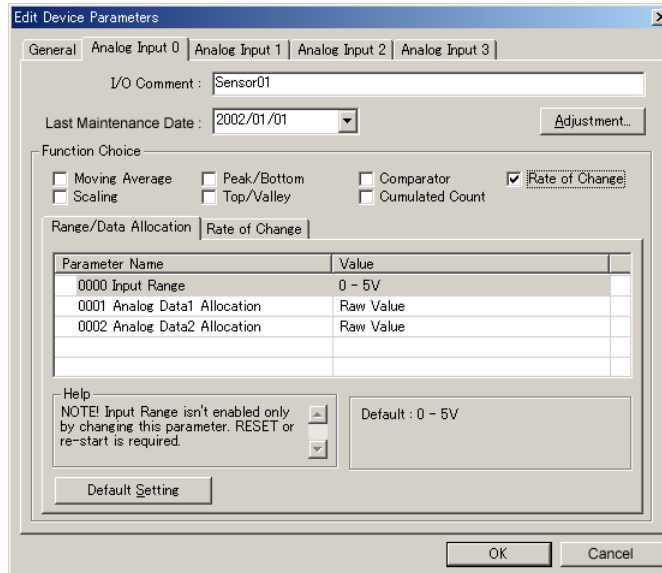 Edit Device Parameters
General Analog Input 0 Analog Input 1 Analog Input 2 Analog Input 3
I/O Comment : Sensor01
Last Maintenance Date : 2002/01/01 Adjustment...
Function Choice
Moving Average Peak/Bottom Comparator Rate of Change
Scaling Top/Valley Cumulated Count
Range/Data Allocation Rate of Change
Parameter Name Value
0000 Input Range 0 - 5V
0001 Analog Data1 Allocation Raw Value
0002 Analog Data2 Allocation Raw Value
Help
NOTE! Input Range isn't enabled only
by changing this parameter. RESET or
re-start is required.
Default : 0 - 5V
Default Setting
OK Cancel